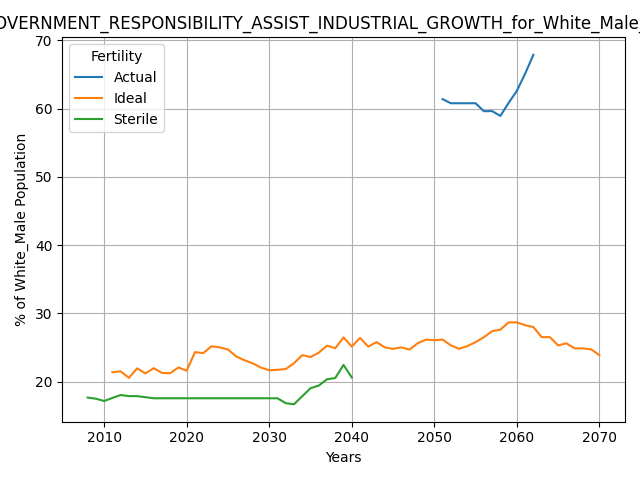 OVERNMENT_RESPONSIBILITY_ASSIST_INDUSTRIAL_GROWTH_for_White_Male_
Fertility
Actual
Ideal
Sterile
% of White_Male Population
70
60
50
40
30
20
2010 2020 2030 2040 2050 2060 2070
Years